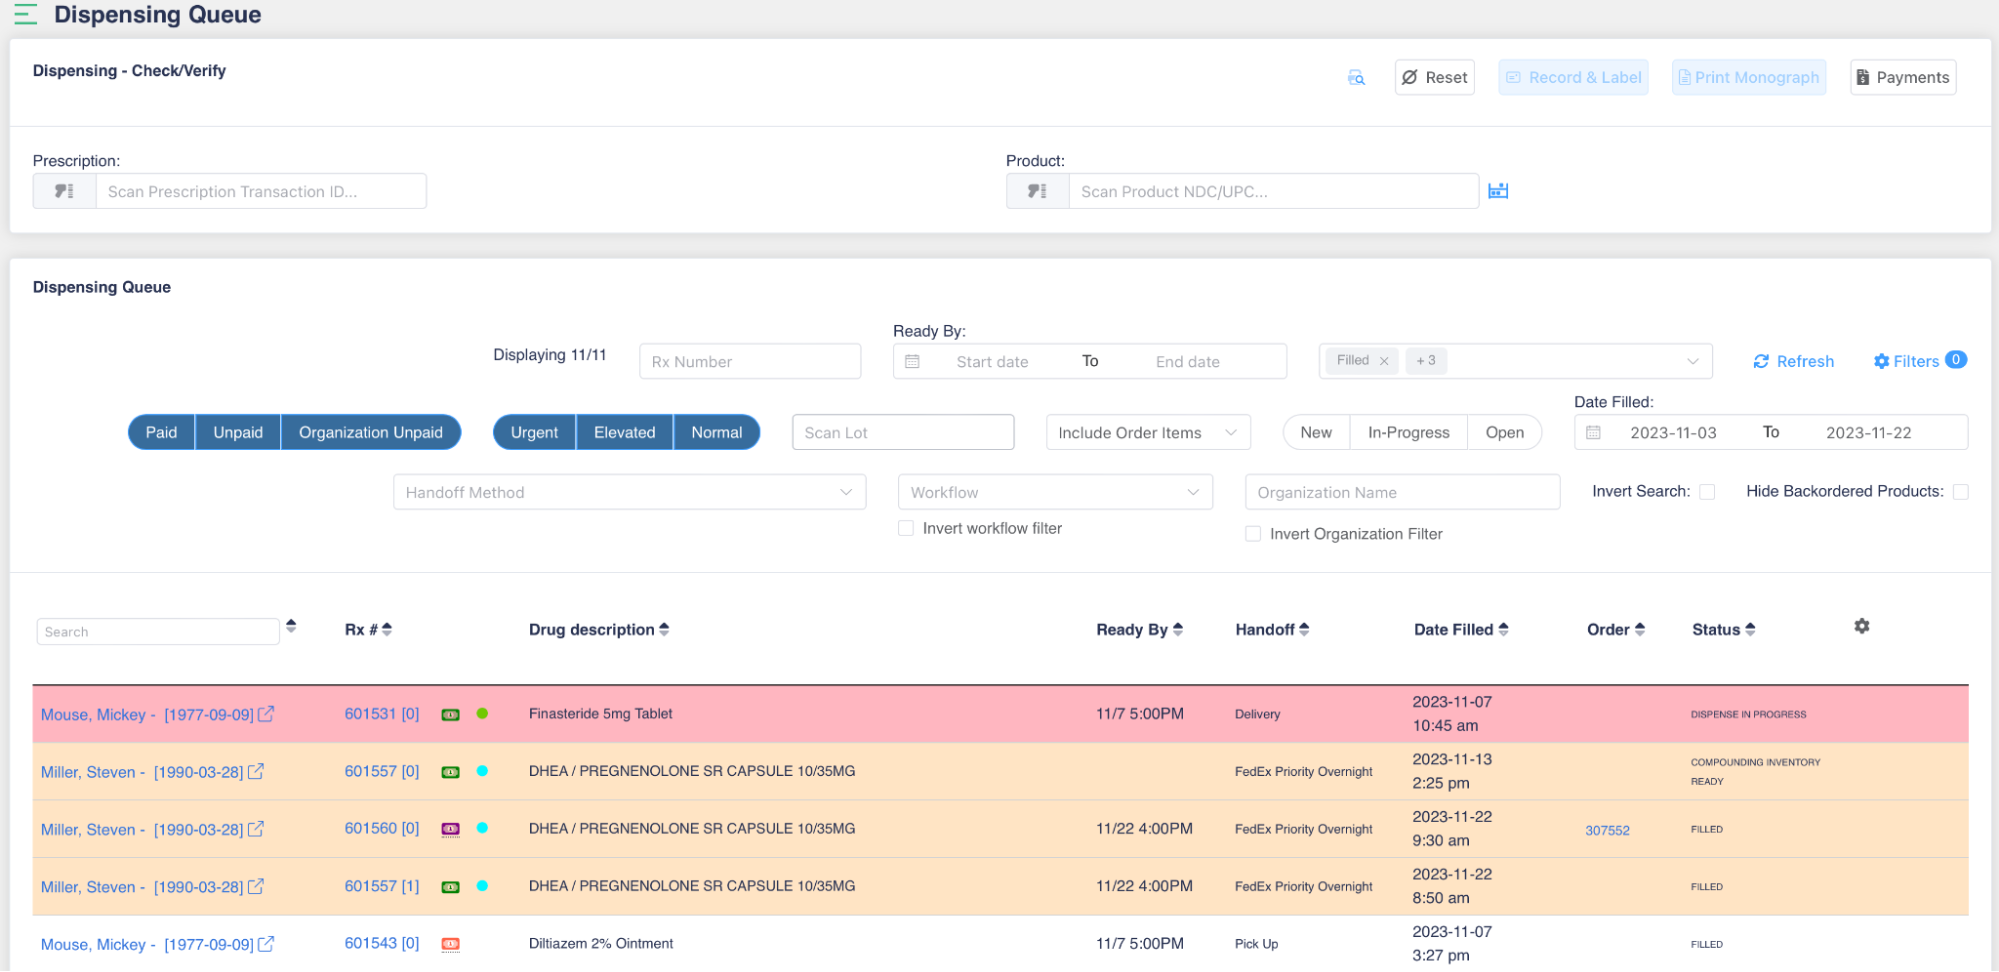 Dispensing Queue
Dispensing - Check/Verify
Reset
Record & Label
Print Monograph
Payments
Prescription:
Product:
Scan Prescription Transaction ID...
Scan Product NDC/UPC...
Dispensing Queue
Ready By:
Displaying 11/11
Rx Number
Start date To End date
Filled × + 3
Refresh
Filters 0
Date Filled:
Paid Unpaid Organization Unpaid
Urgent Elevated Normal
Scan Lot
Include Order Items
New In-Progress Open
2023-11-03 To 2023-11-22
Handoff Method
Workflow
Organization Name
Invert Search:
Hide Backordered Products:
Invert workflow filter
Invert Organization Filter
Search Rx # Drug description Ready By Handoff Date Filled Order Status
Mouse, Mickey - [1977-09-09] 601531 [0] Finasteride 5mg Tablet 11/7 5:00PM Delivery 2023-11-07 DISPENSE IN PROGRESS
10:45 am
Miller, Steven - [1990-03-28] 601557 [0] DHEA / PREGNENOLONE SR CAPSULE 10/35MG FedEx Priority Overnight 2023-11-13 COMPOUNDING INVENTORY
2:25 pm READY
Miller, Steven - [1990-03-28] 601560 [0] DHEA / PREGNENOLONE SR CAPSULE 10/35MG 11/22 4:00PM FedEx Priority Overnight 2023-11-22 307552 FILLED
9:30 am
Miller, Steven - [1990-03-28] 601557 [1] DHEA / PREGNENOLONE SR CAPSULE 10/35MG 11/22 4:00PM FedEx Priority Overnight 2023-11-22 FILLED
8:50 am
Mouse, Mickey - [1977-09-09] 601543 [0] Diltiazem 2% Ointment 11/7 5:00PM Pick Up 2023-11-07 FILLED
3:27 pm